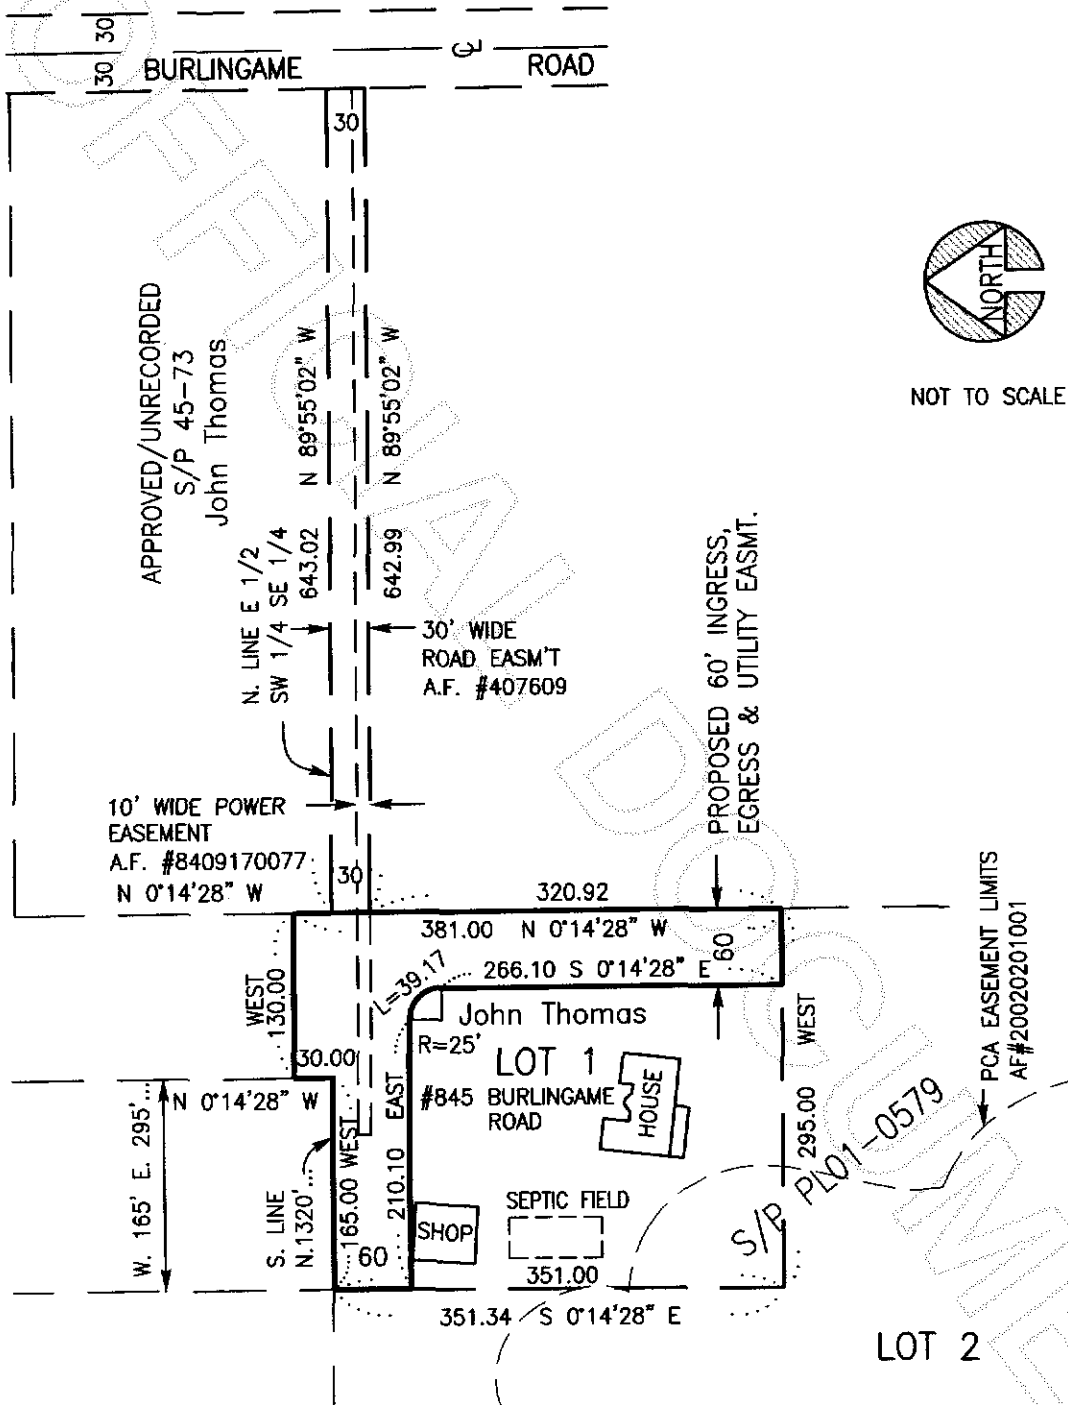 30
30
BURLINGAME ROAD
30
NORTH
NOT TO SCALE
APPROVED/UNRECORDED
S/P 45-73
John Thomas
N 89°55'02" W
N 89°55'02" W
643.02
642.99
N. LINE E 1/2
SW 1/4 SE 1/4
30' WIDE
ROAD EASM'T
A.F. #407609
PROPOSED 60' INGRESS,
EGRESS & UTILITY EASMT.
10' WIDE POWER
EASEMENT
A.F. #8409170077
N 0°14'28" W
30
320.92
381.00 N 0°14'28" W
60
266.10 S 0°14'28" E
L=39.17
WEST
130.00
John Thomas
R=25'
LOT 1
#845 BURLINGAME
ROAD
HOUSE
30.00
N 0°14'28" W
W. 165' E. 295'
S. LINE
N.1320'
165.00 WEST
210.10 EAST
60
SHOP
SEPTIC FIELD
351.00
351.34 S 0°14'28" E
295.00 WEST
PCA EASEMENT LIMITS
AF#20020201001
S/P PL01-0579
LOT 2
UNOFFICIAL DOCUMENT